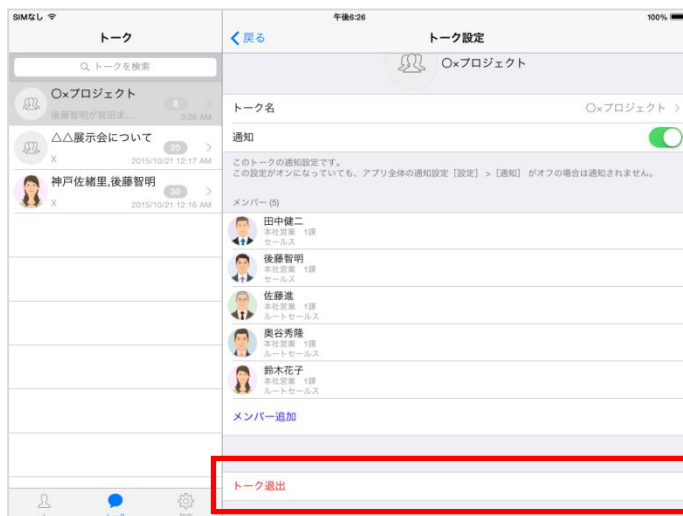 SIMなし
午後6:26
100%
トーク
トークを検索
○×プロジェクト
8
後藤智明が宮田ま...
3:26 AM
△△展示会について
20
X
2015/10/21 12:17 AM
神戸佐緒里,後藤智明
30
X
2015/10/21 12:16 AM
戻る
トーク設定
○×プロジェクト
トーク名
○×プロジェクト
通知
このトークの通知設定です。
この設定がオンになっていても、アプリ全体の通知設定［設定］ > ［通知］ がオフの場合は通知されません。
メンバー (5)
田中健二
本社営業 1課
セールス
後藤智明
本社営業 1課
セールス
佐藤進
本社営業 1課
ルートセールス
奥谷秀隆
本社営業 1課
ルートセールス
鈴木花子
本社営業 1課
ルートセールス
メンバー追加
トーク退出